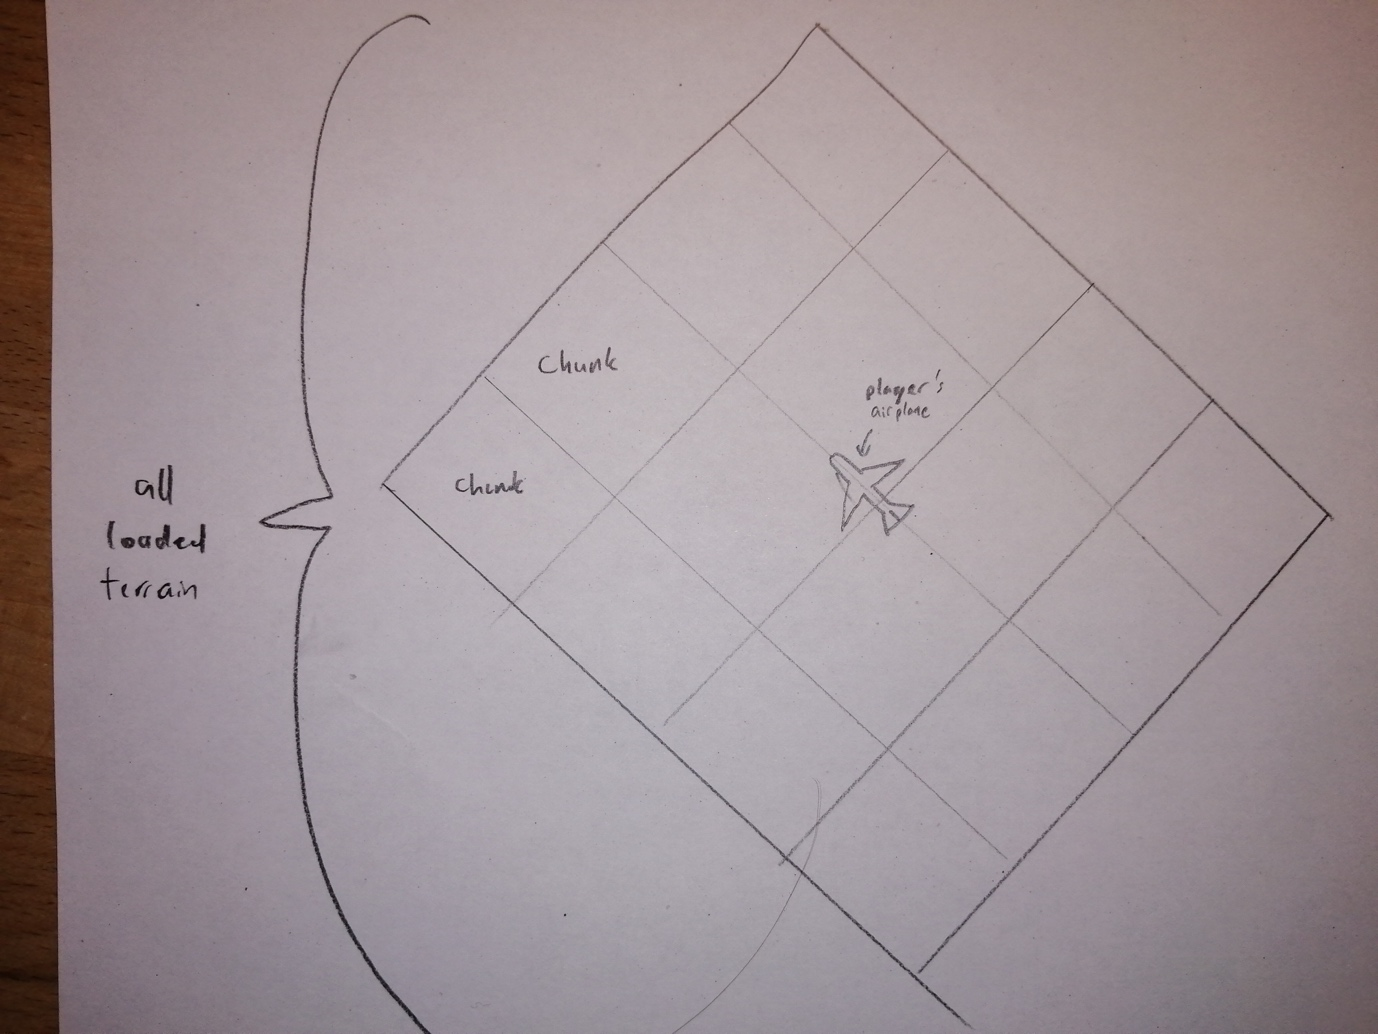 Chunk
player's
airplane
Chunk
all
loaded
terrain